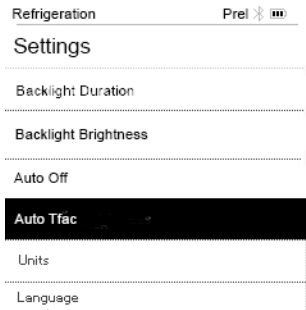 Refrigeration Prel
Settings
Backlight Duration
Backlight Brightness
Auto Off
Auto Tfac
Units
Language